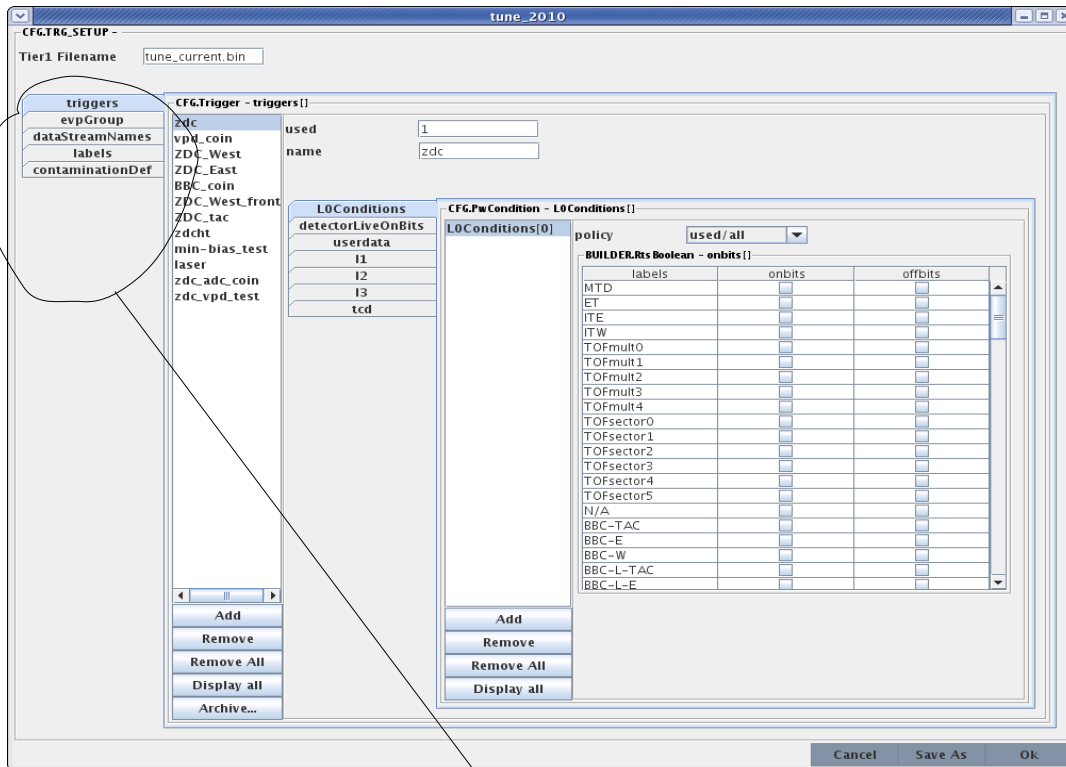 tune_2010
CFG.TRG_SETUP -
Tier1 Filename tune_current.bin
triggers
evpGroup
dataStreamNames
labels
contaminationDef
CFG.Trigger - triggers[]
zdc
vpd_coin
ZDC_West
ZDC_East
BBC_coin
ZDC_West_front
ZDC_tac
zdcht
min-bias_test
laser
zdc_adc_coin
zdc_vpd_test
Add
Remove
Remove All
Display all
Archive...
used 1
name zdc
L0Conditions
detectorLiveOnBits
userdata
l1
l2
l3
tcd
CFG.PwCondition - L0Conditions[]
L0Conditions[0]
Add
Remove
Remove All
Display all
policy used/all
BUILDER.RtsBoolean - onbits[]
labels onbits offbits
MTD
ET
ITE
ITW
TOFmult0
TOFmult1
TOFmult2
TOFmult3
TOFmult4
TOFsector0
TOFsector1
TOFsector2
TOFsector3
TOFsector4
TOFsector5
N/A
BBC-TAC
BBC-E
BBC-W
BBC-L-TAC
BBC-L-E
Cancel Save As Ok